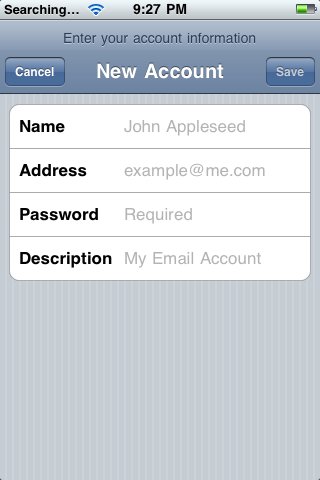 Searching... 9:27 PM
Enter your account information
Cancel New Account Save
Name John Appleseed
Address example@me.com
Password Required
Description My Email Account